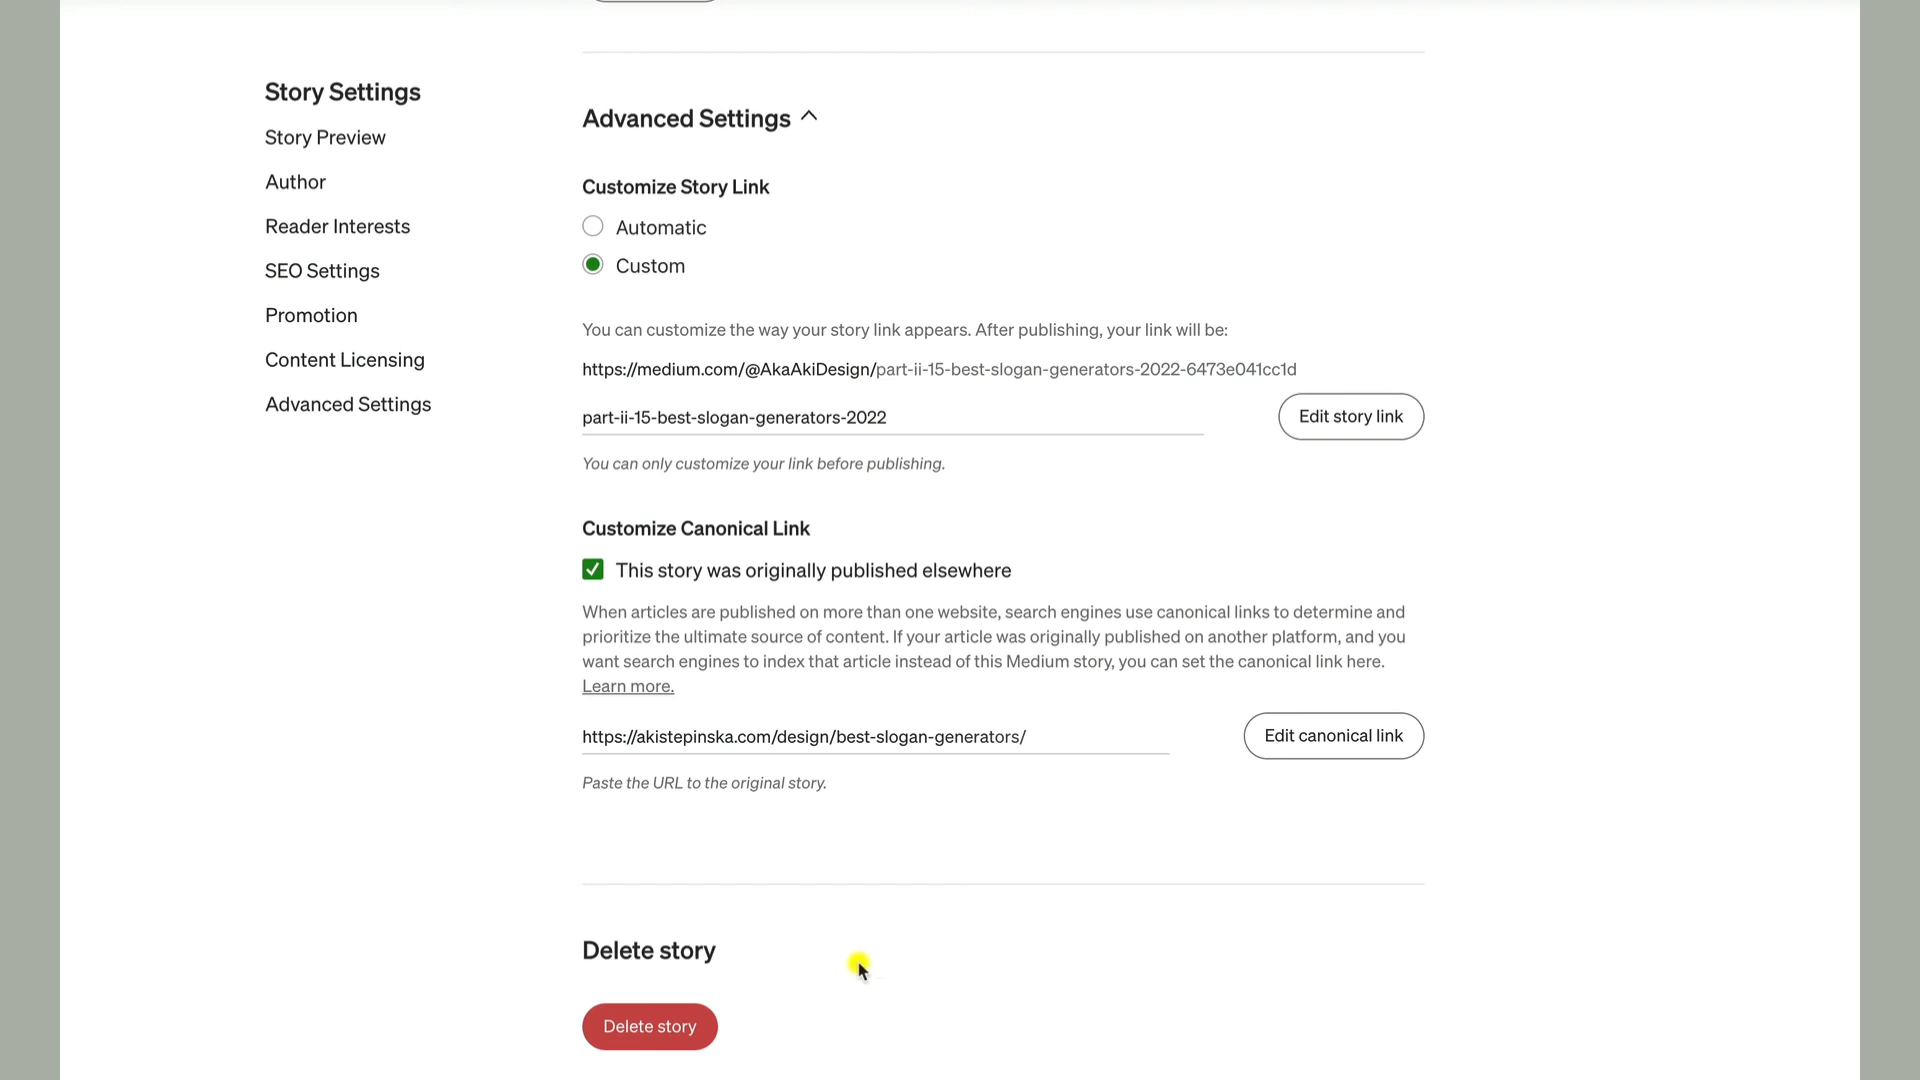 Story Settings
Story Preview
Author
Reader Interests
SEO Settings
Promotion
Content Licensing
Advanced Settings
Advanced Settings
Customize Story Link
Automatic
Custom
You can customize the way your story link appears. After publishing, your link will be:
https://medium.com/@AkaAkiDesign/part-ii-15-best-slogan-generators-2022-6473e041cc1d
part-ii-15-best-slogan-generators-2022
Edit story link
You can only customize your link before publishing.
Customize Canonical Link
This story was originally published elsewhere
When articles are published on more than one website, search engines use canonical links to determine and
prioritize the ultimate source of content. If your article was originally published on another platform, and you
want search engines to index that article instead of this Medium story, you can set the canonical link here.
Learn more.
https://akistepinska.com/design/best-slogan-generators/
Edit canonical link
Paste the URL to the original story.
Delete story
Delete story